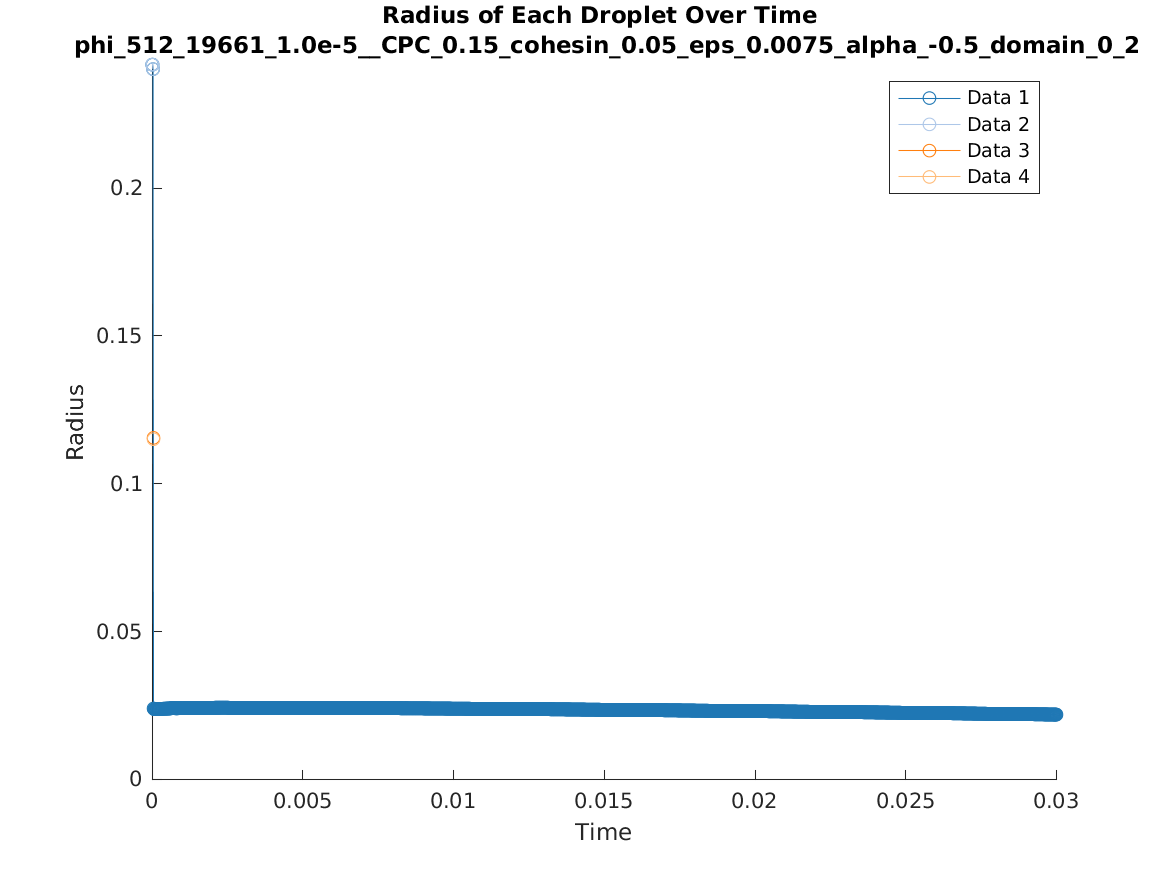 Radius of Each Droplet Over Time
phi_512_19661_1.0e-5__CPC_0.15_cohesin_0.05_eps_0.0075_alpha_-0.5_domain_0_2
Data 1
Data 2
Data 3
Data 4
0.2
0.15
0.1
0.05
0
Radius
0
0.005
0.01
0.015
0.02
0.025
0.03
Time